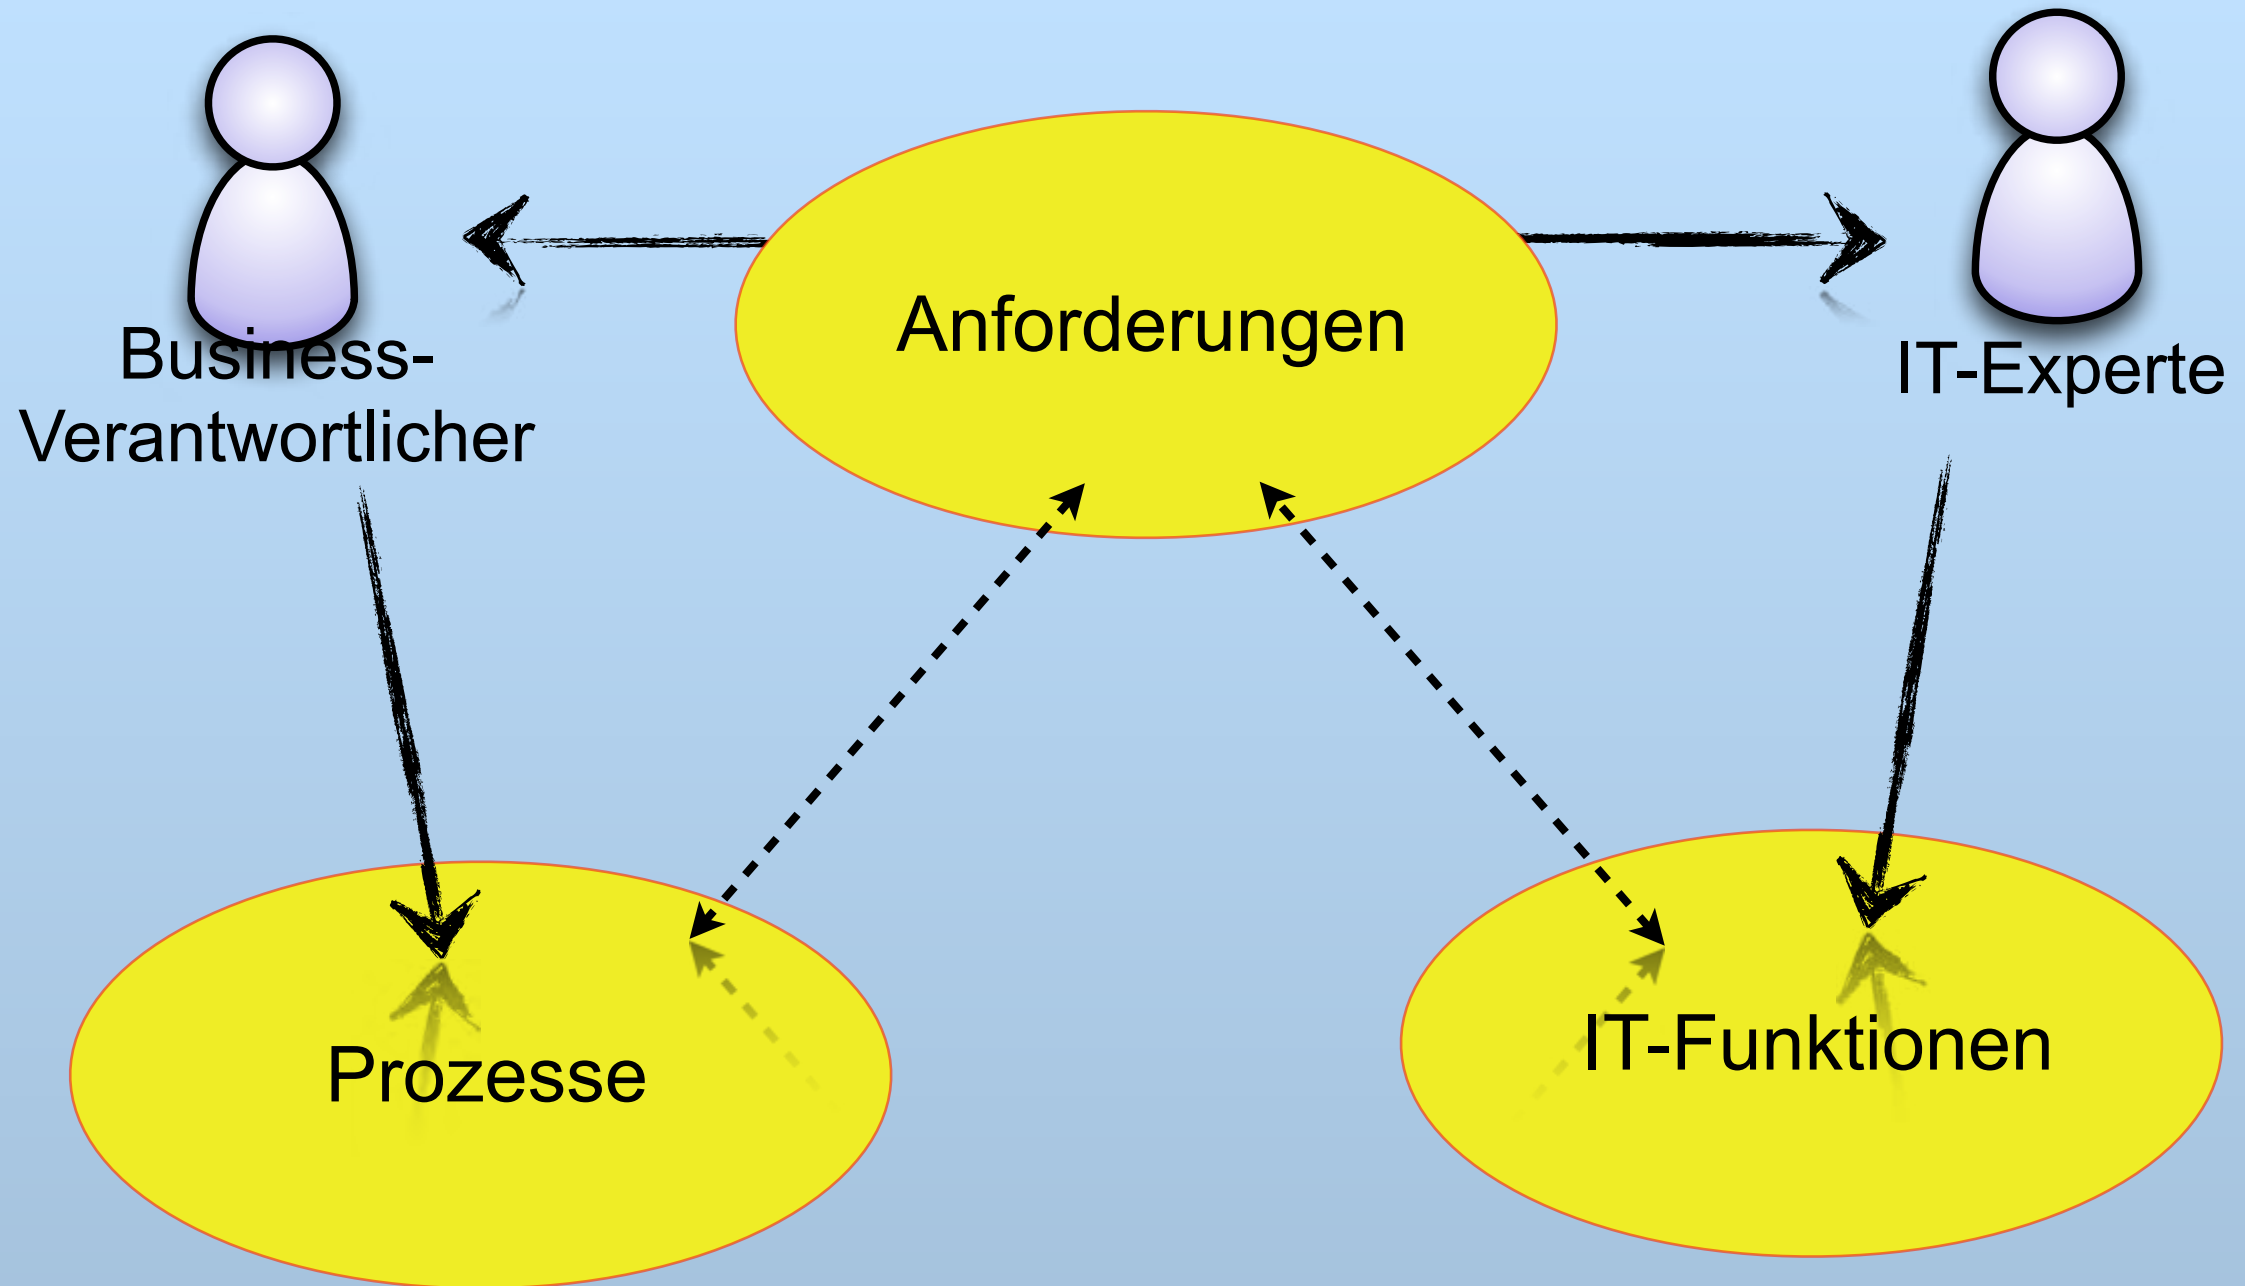 Business-
Verantwortlicher
Anforderungen
IT-Experte
Prozesse
IT-Funktionen